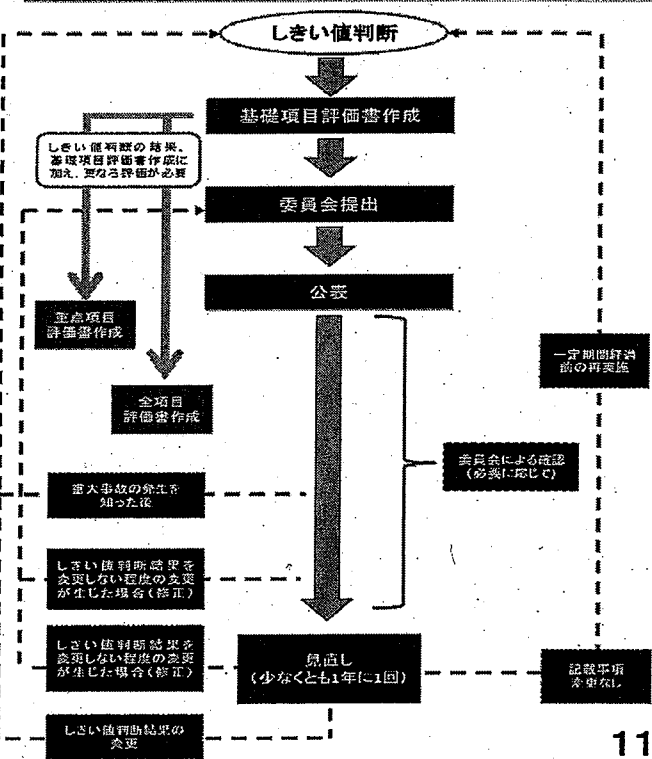 しきい値判断
基礎項目評価書作成
しきい値判断の結果、
基礎項目評価書作成に
加え、更なる評価が必要
委員会提出
公表
重点項目
評価書作成
全項目
評価書作成
一定期間経過
前の再実施
委員会による確認
(必要に応じて)
重大事故の発生を
知った後
しきい値判断結果を
変更しない程度の変更
が生じた場合(修正)
しきい値判断結果を
変更しない程度の変更
が生じた場合(修正)
見直し
(少なくとも1年に1回)
記載事項
変更なし
しきい値判断結果の
変更
11